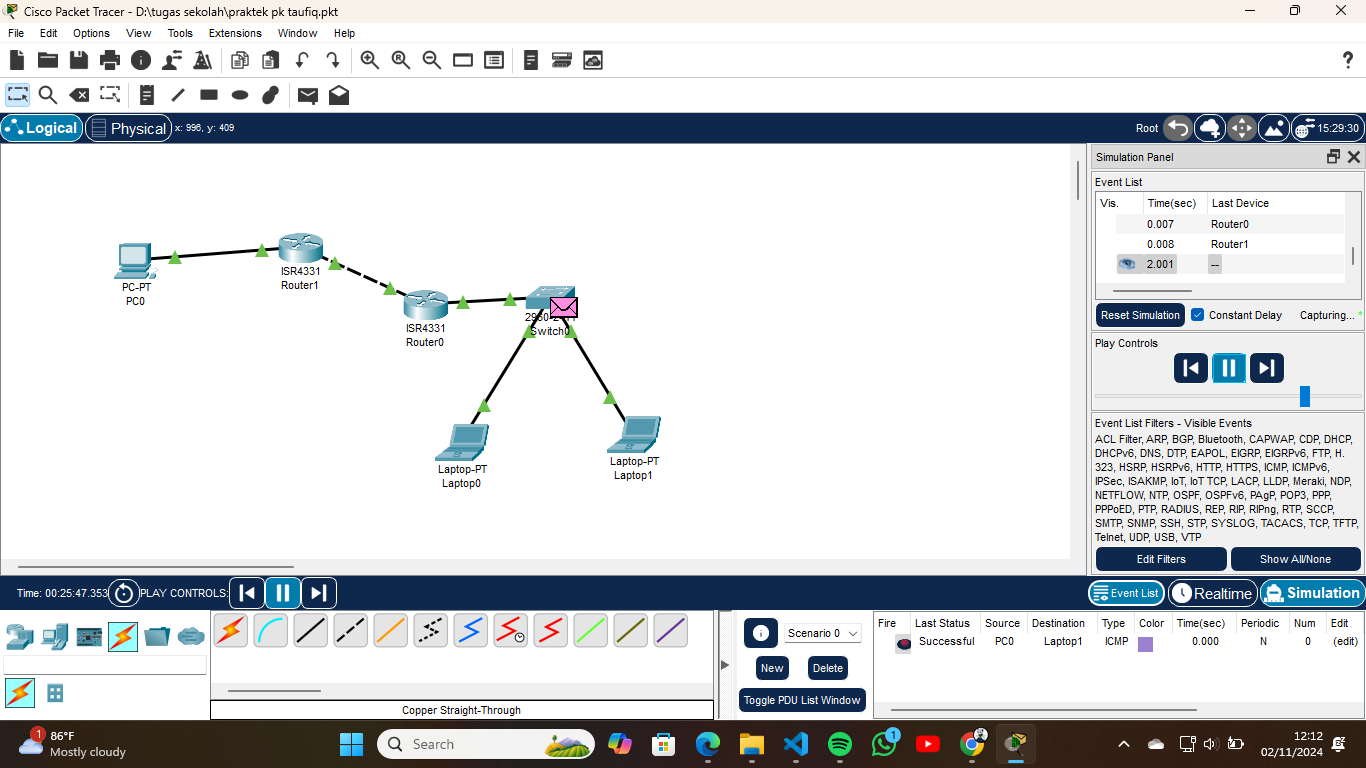 Cisco Packet Tracer - D:\tugas sekolah\praktek pk taufiq.pkt
File Edit Options View Tools Extensions Window Help
?
Logical Physical x: 996, y: 409 Root 15:29:30
Simulation Panel
Event List
Vis. Time(sec) Last Device
0.007 Router0
0.008 Router1
2.001 --
Reset Simulation Constant Delay Capturing... *
Play Controls
Event List Filters - Visible Events
ACL Filter, ARP, BGP, Bluetooth, CAPWAP, CDP, DHCP,
DHCPv6, DNS, DTP, EAPOL, EIGRP, EIGRPv6, FTP, H.
323, HSRP, HSRPv6, HTTP, HTTPS, ICMP, ICMPv6,
IPSec, ISAKMP, IoT, IoT TCP, LACP, LLDP, Meraki, NDP,
NETFLOW, NTP, OSPF, OSPFv6, PAgP, POP3, PPP,
PPPoED, PTP, RADIUS, REP, RIP, RIPng, RTP, SCCP,
SMTP, SNMP, SSH, STP, SYSLOG, TACACS, TCP, TFTP,
Telnet, UDP, USB, VTP
Edit Filters Show All/None
PC-PT
PC0
ISR4331
Router1
ISR4331
Router0
Switch0
Laptop-PT
Laptop0
Laptop-PT
Laptop1
Time: 00:25:47.353 PLAY CONTROLS: Event List Realtime Simulation
Copper Straight-Through
Scenario 0
New Delete
Toggle PDU List Window
Fire Last Status Source Destination Type Color Time(sec) Periodic Num Edit
Successful PC0 Laptop1 ICMP 0.000 N 0 (edit)
1
86°F
Mostly cloudy
Search
1
12:12
02/11/2024